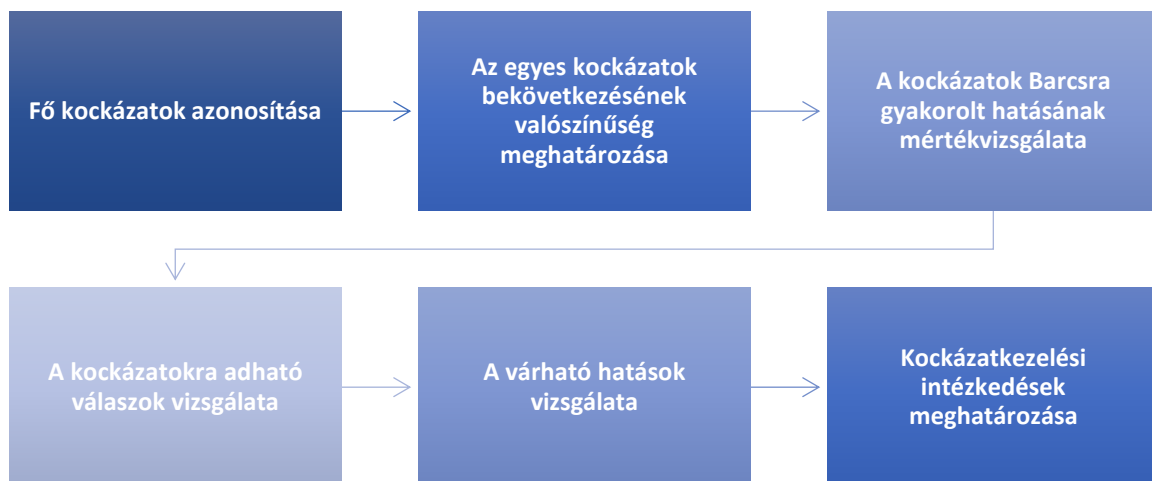 Fő kockázatok azonosítása
Az egyes kockázatok
bekövetkezésének
valószínűség
meghatározása
A kockázatok Barcsra
gyakorolt hatásának
mértékvizsgálata
A kockázatokra adható
válaszok vizsgálata
A várható hatások
vizsgálata
Kockázatkezelési
intézkedések
meghatározása